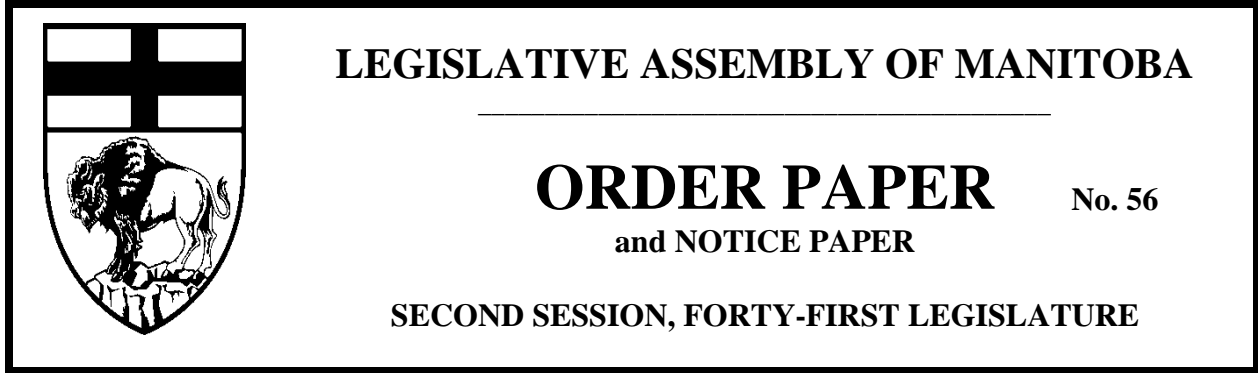 LEGISLATIVE ASSEMBLY OF MANITOBA
ORDER PAPER No. 56
and NOTICE PAPER
SECOND SESSION, FORTY-FIRST LEGISLATURE